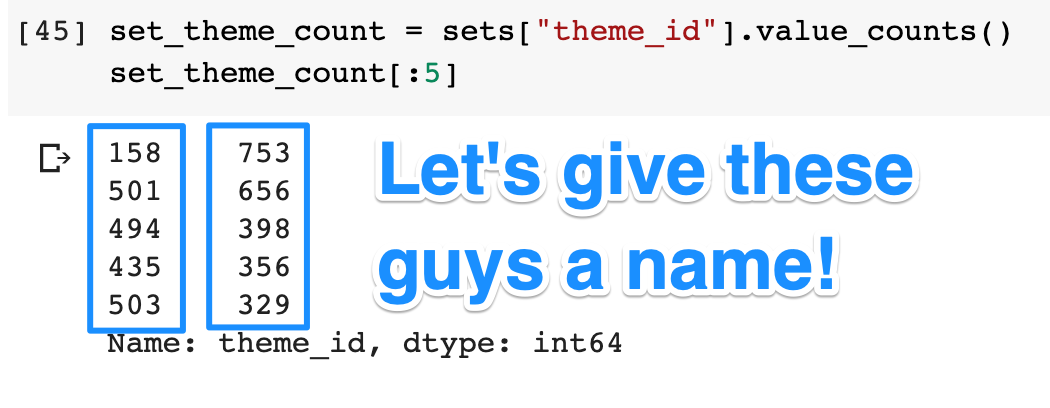 [45] set_theme_count = sets["theme_id"].value_counts()
set_theme_count[:5]
158 753
501 656
494 398
435 356
503 329
Name: theme_id, dtype: int64
Let's give these
guys a name!